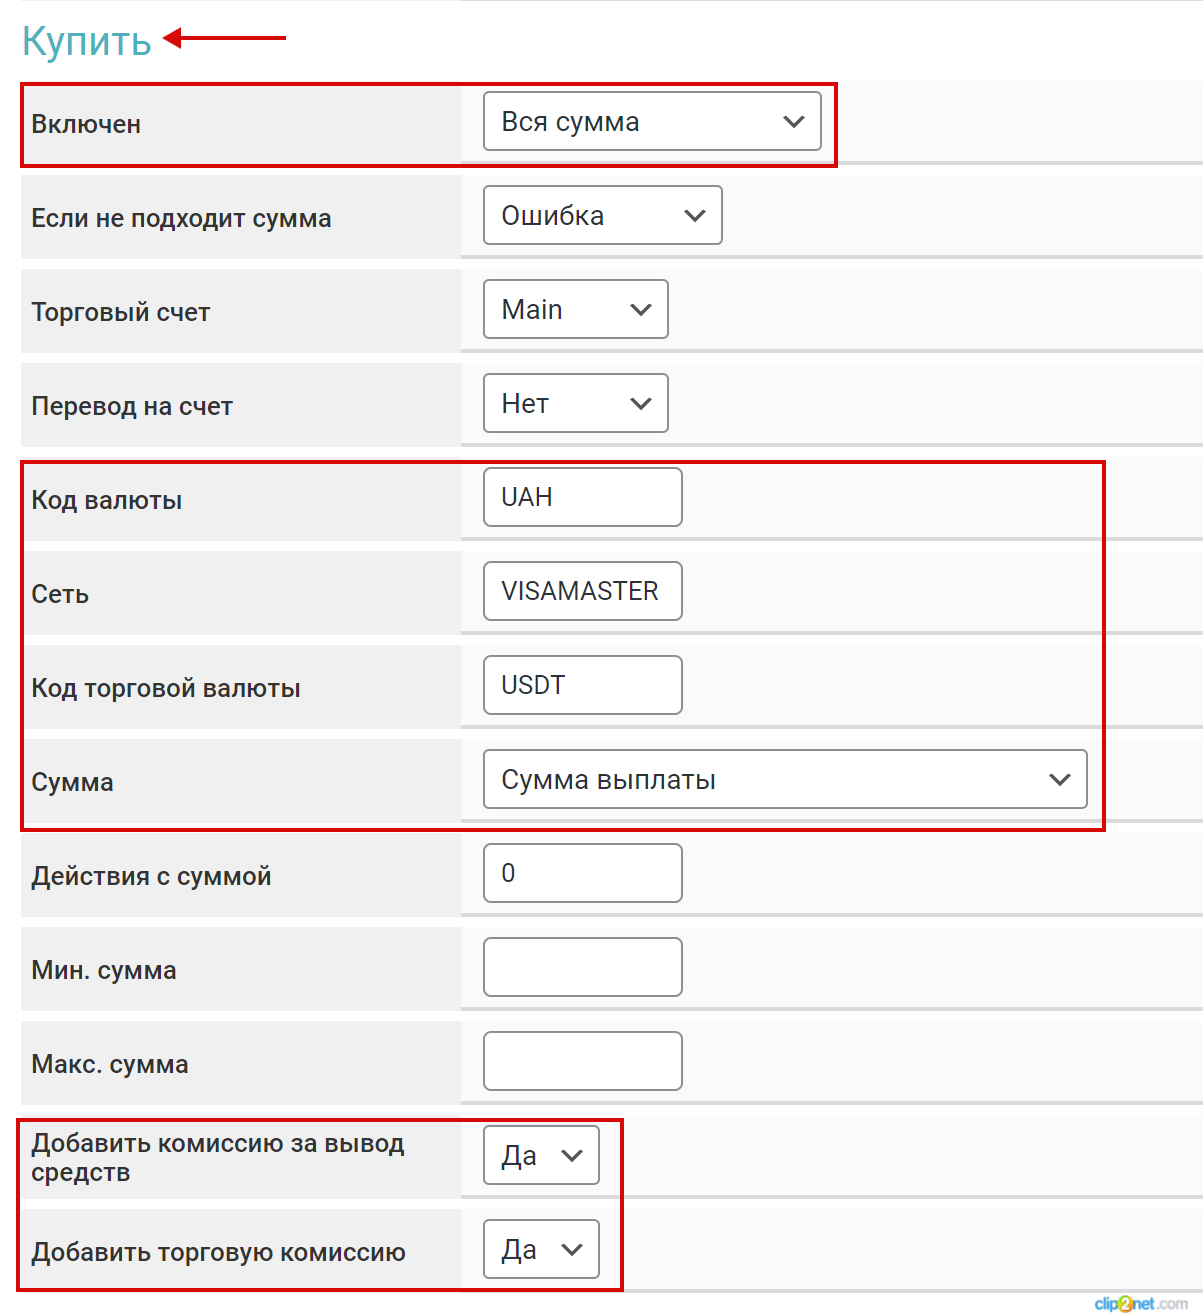 Купить
Включен Вся сумма
Если не подходит сумма Ошибка
Торговый счет Main
Перевод на счет Нет
Код валюты UAH
Сеть VISAMASTER
Код торговой валюты USDT
Сумма Сумма выплаты
Действия с суммой 0
Мин. сумма
Макс. сумма
Добавить комиссию за вывод
средств Да
Добавить торговую комиссию Да
clip2net.com